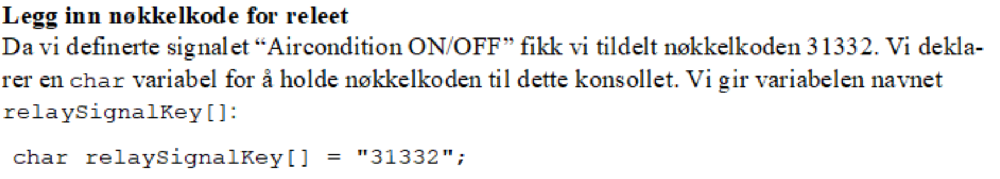 Legg inn nøkkelkode for releet
Da vi definerte signalet “Aircondition ON/OFF” fikk vi tildelt nøkkelkoden 31332. Vi dekla-
rer en char variabel for å holde nøkkelkoden til dette konsollet. Vi gir variabelen navnet
relaySignalKey[]:
char relaySignalKey[] = "31332";